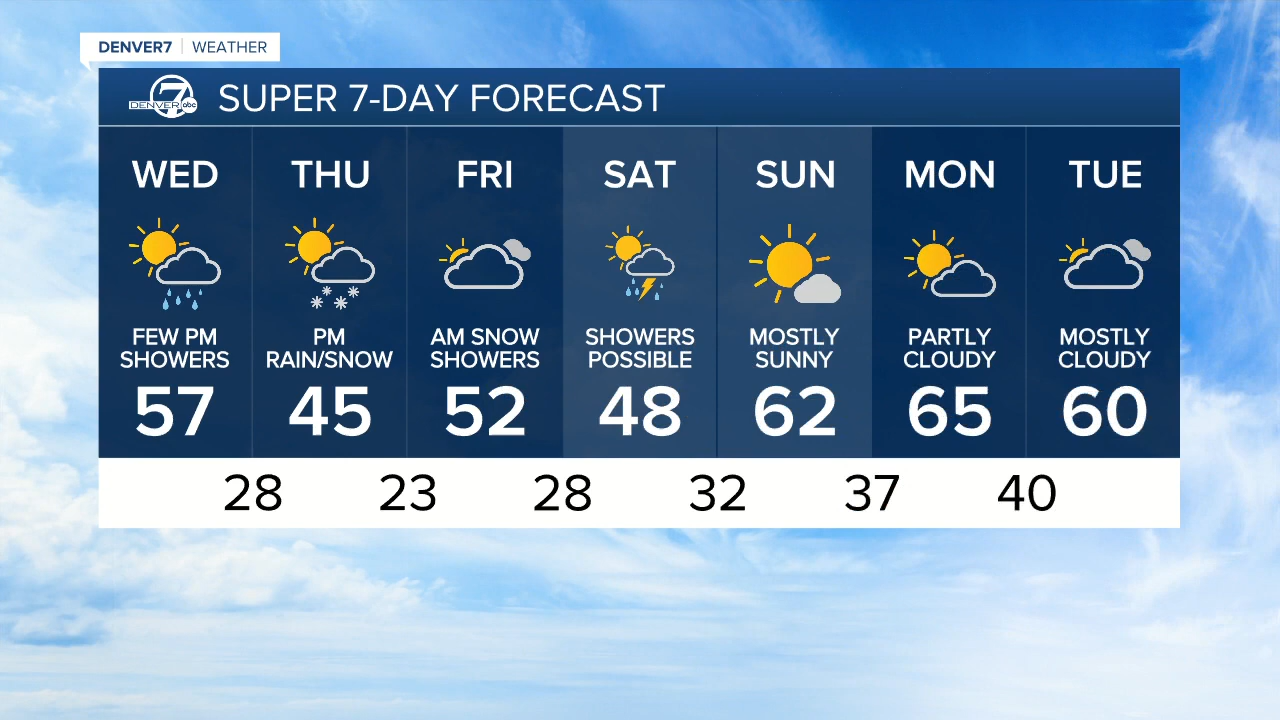 DENVER7 | WEATHER
DENVER 7 abc
SUPER 7-DAY FORECAST
WED THU FRI SAT SUN MON TUE
FEW PM SHOWERS
PM RAIN/SNOW
AM SNOW SHOWERS
SHOWERS POSSIBLE
MOSTLY SUNNY
PARTLY CLOUDY
MOSTLY CLOUDY
57 45 52 48 62 65 60
28 23 28 32 37 40